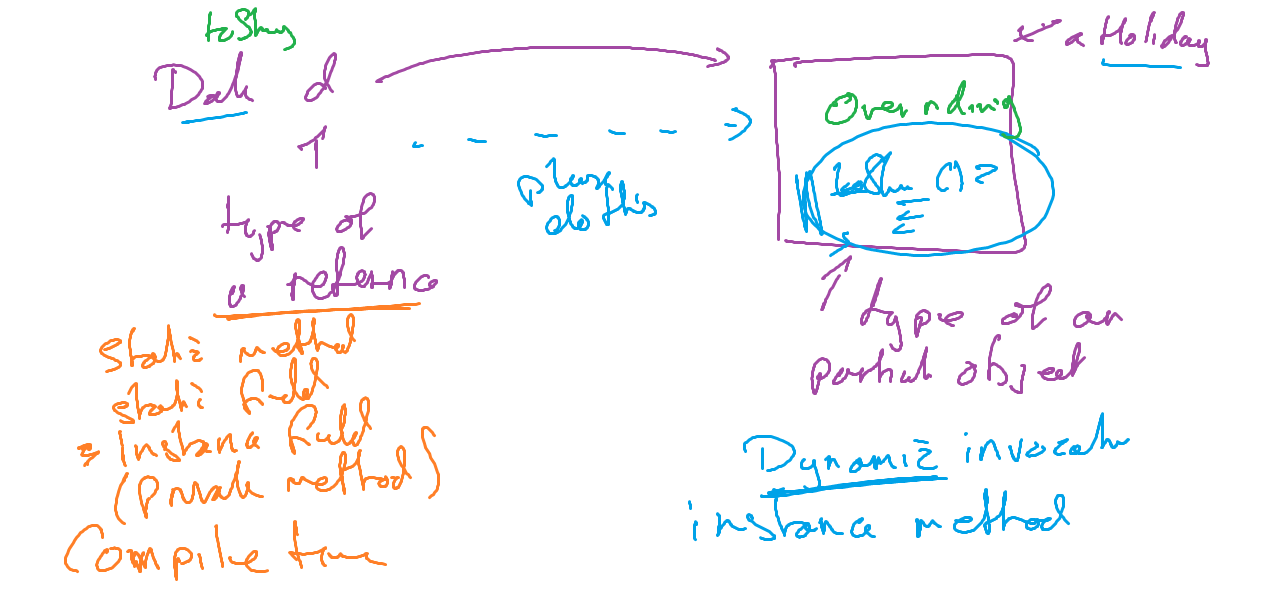 toString
Date d
a Holiday
Overriding
toString () {
please
do this
type of
a reference
type of an
partial object
static method
static field
instance field
(private method)
Compile time
Dynamic invocation
instance method